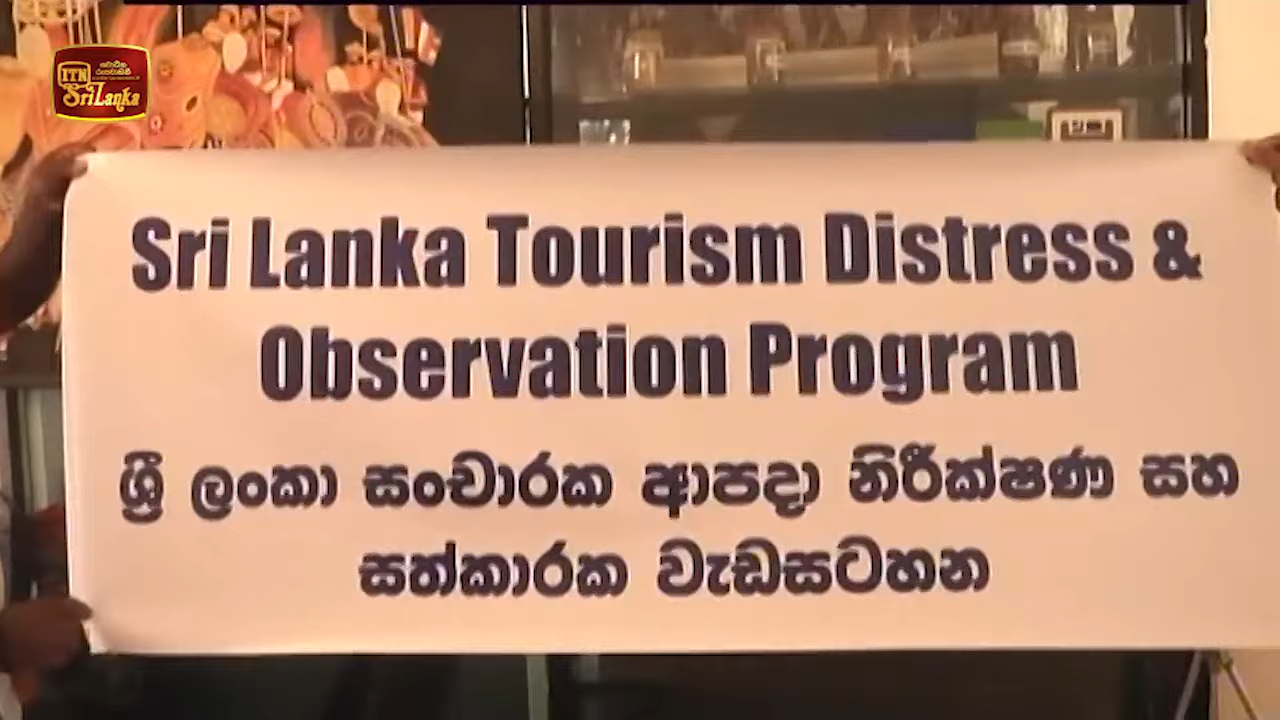 ITN
Sri Lanka
Sri Lanka Tourism Distress &
Observation Program
ශ්‍රී ලංකා සංචාරක ආපදා නිරීක්ෂණ සහ
සත්කාරක වැඩසටහන